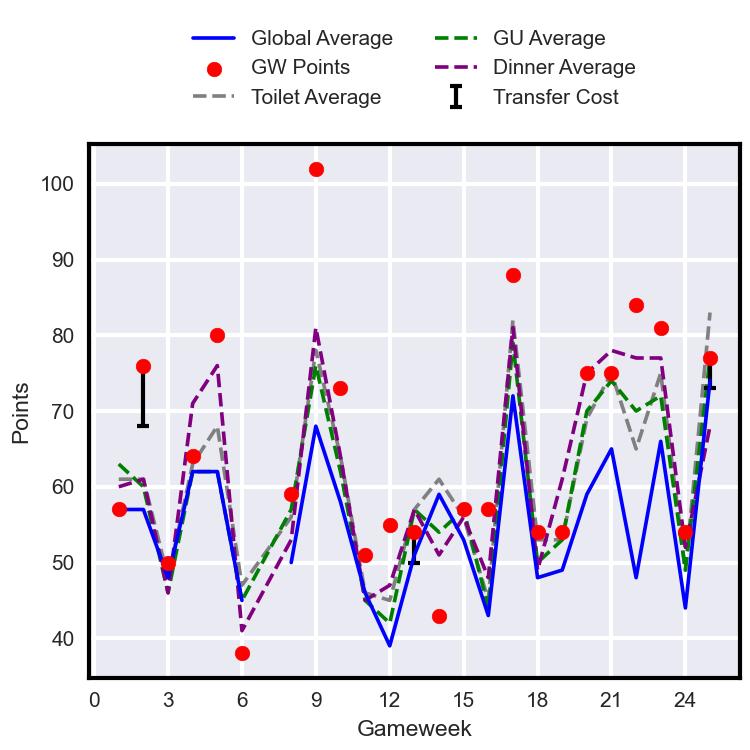 Global Average
GU Average
GW Points
Dinner Average
Toilet Average
Transfer Cost
Points
100
90
80
70
60
50
40
0 3 6 9 12 15 18 21 24
Gameweek